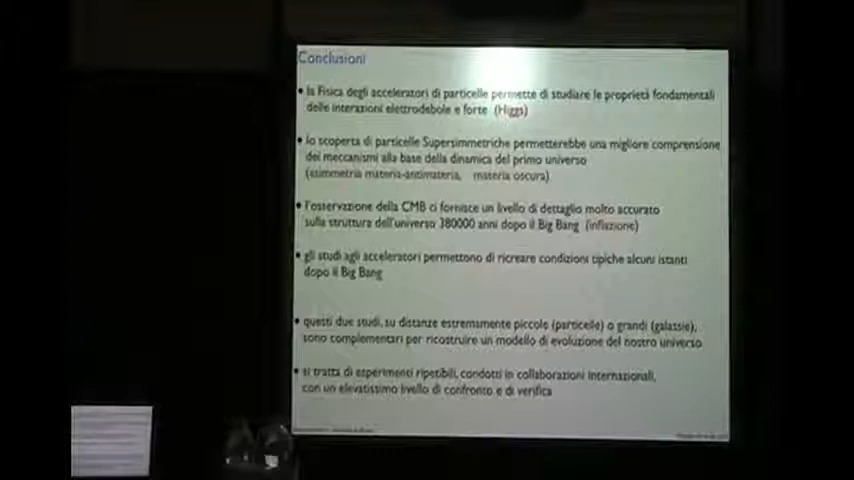 Conclusioni
• la Fisica degli acceleratori di particelle permette di studiare le proprietà fondamentali
delle interazioni elettrodebole e forte (Higgs)
• la scoperta di particelle Supersimmetriche permetterebbe una migliore comprensione
dei meccanismi alla base della dinamica del primo universo
(asimmetria materia-antimateria, materia oscura)
• l'osservazione della CMB ci fornisce un livello di dettaglio molto accurato
sulla struttura dell'universo 380000 anni dopo il Big Bang (inflazione)
• gli studi agli acceleratori permettono di ricreare condizioni tipiche alcuni istanti
dopo il Big Bang
• questi due studi, su distanze estremamente piccole (particelle) o grandi (galassie),
sono complementari per ricostruire un modello di evoluzione del nostro universo
• si tratta di esperimenti ripetibili, condotti in collaborazioni internazionali,
con un elevatissimo livello di confronto e di verifica